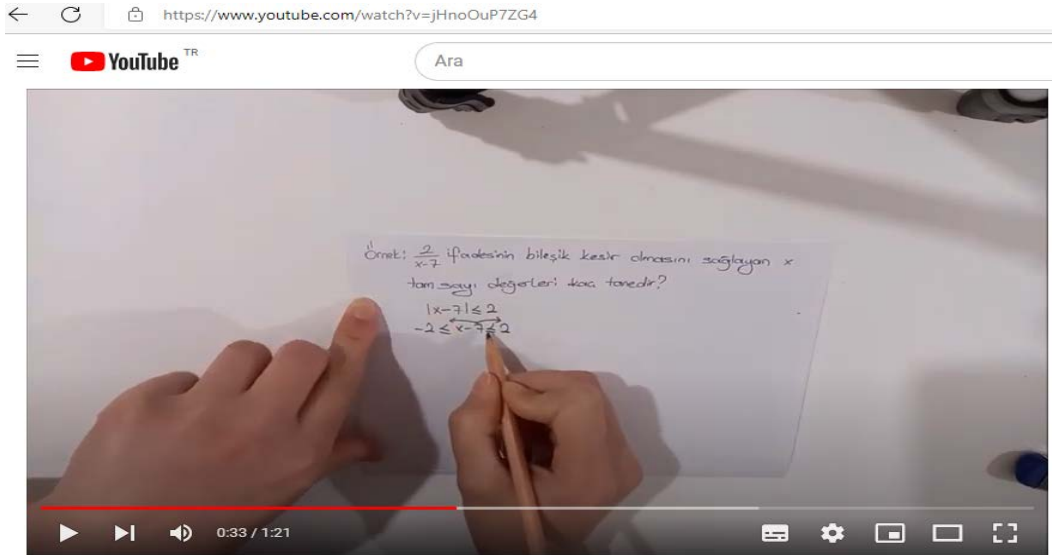 https://www.youtube.com/watch?v=jHnoOuP7ZG4
YouTube TR
Ara
Örnek: 2/(x-7) ifadesinin bileşik kesir olmasını sağlayan x
tam sayı değerleri kaç tanedir?
|x-7| ≤ 2
-2 ≤ x-7 ≤ 2
0:33 / 1:21